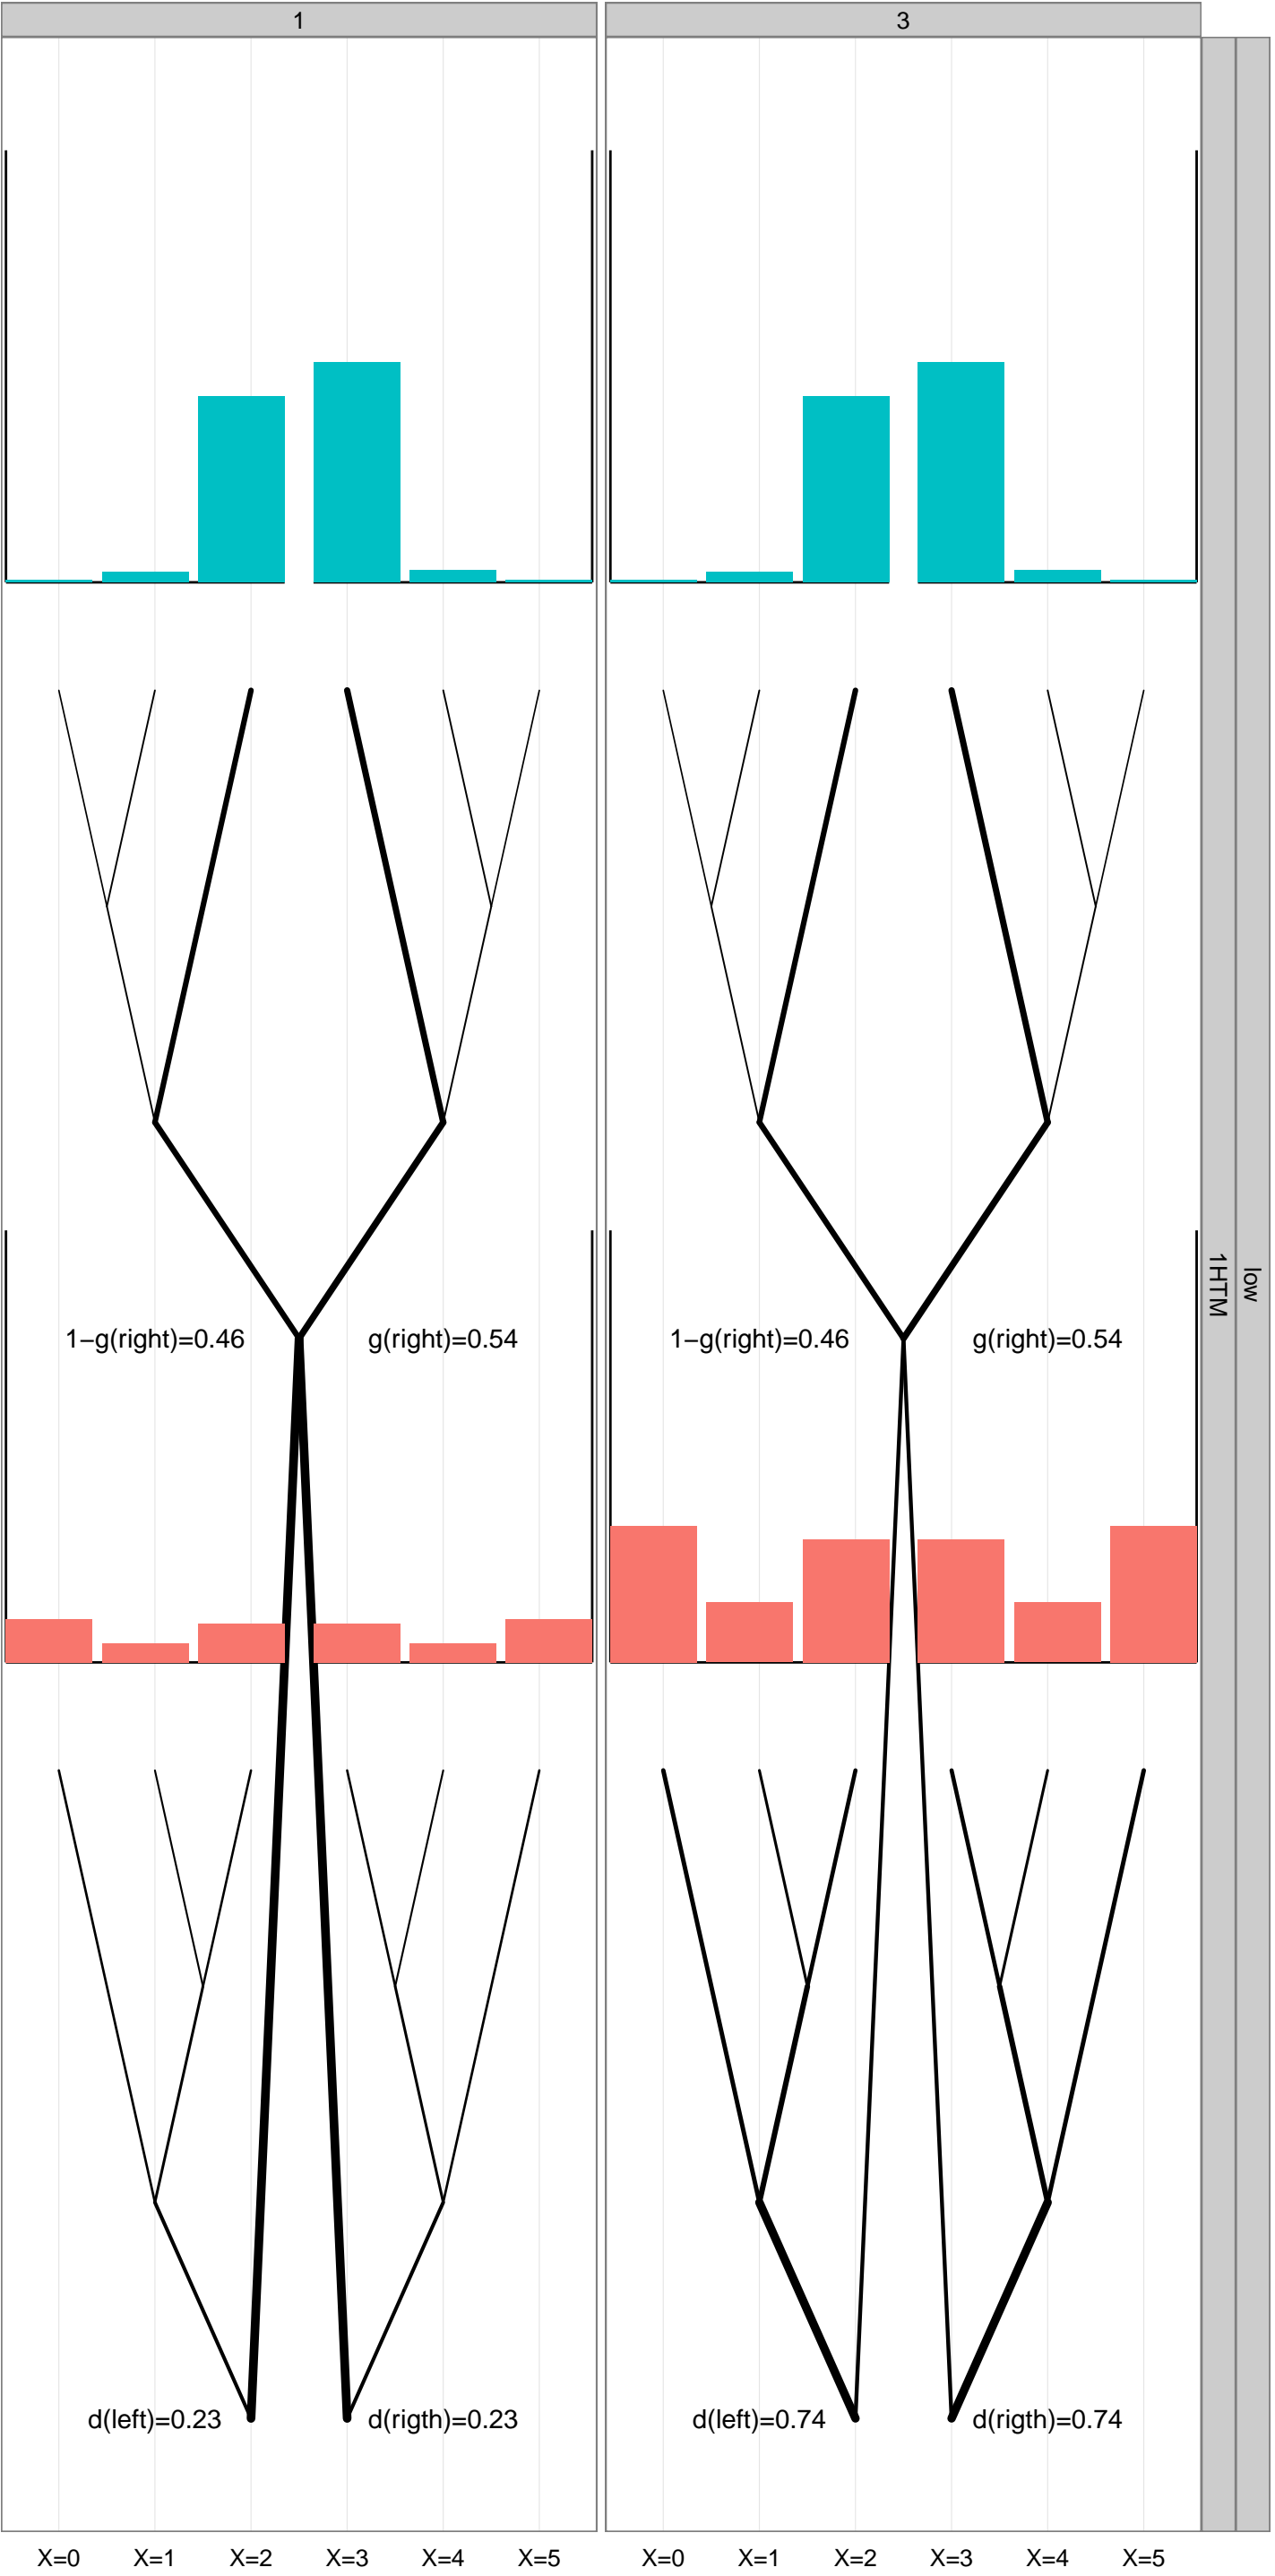 1 3
low
1HTM
1−g(right)=0.46 g(right)=0.54 1−g(right)=0.46 g(right)=0.54
d(left)=0.23 d(rigth)=0.23 d(left)=0.74 d(rigth)=0.74
X=0 X=1 X=2 X=3 X=4 X=5 X=0 X=1 X=2 X=3 X=4 X=5